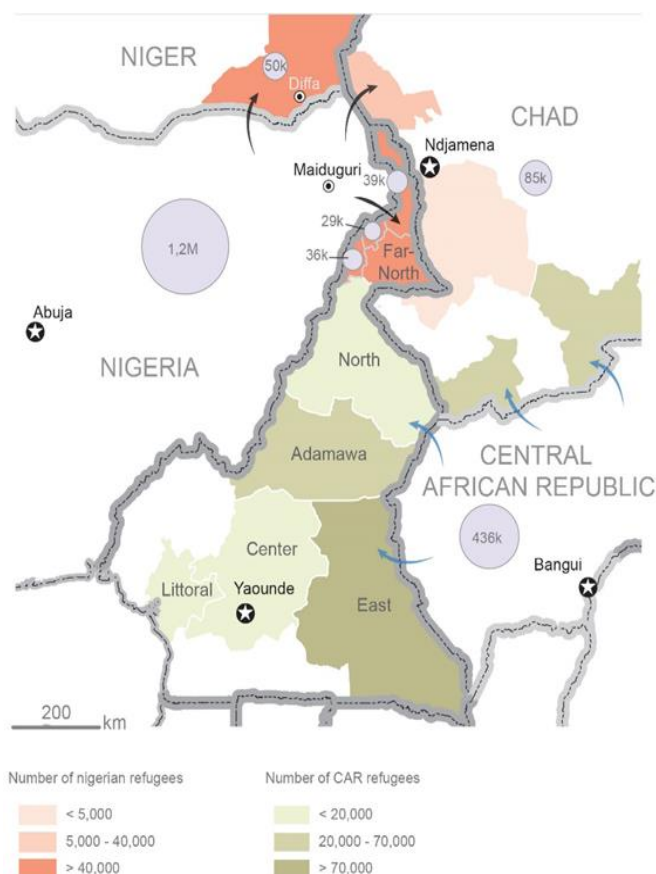 NIGER
50k
Diffa
CHAD
Ndjamena
Maiduguri
39k
85k
29k
1,2M
36k
Far-
North
Abuja
North
NIGERIA
Adamawa
CENTRAL
AFRICAN REPUBLIC
436k
Center
Bangui
Littoral
Yaounde
East
200
km
Number of nigerian refugees
< 5,000
5,000 - 40,000
> 40,000
Number of CAR refugees
< 20,000
20,000 - 70,000
> 70,000